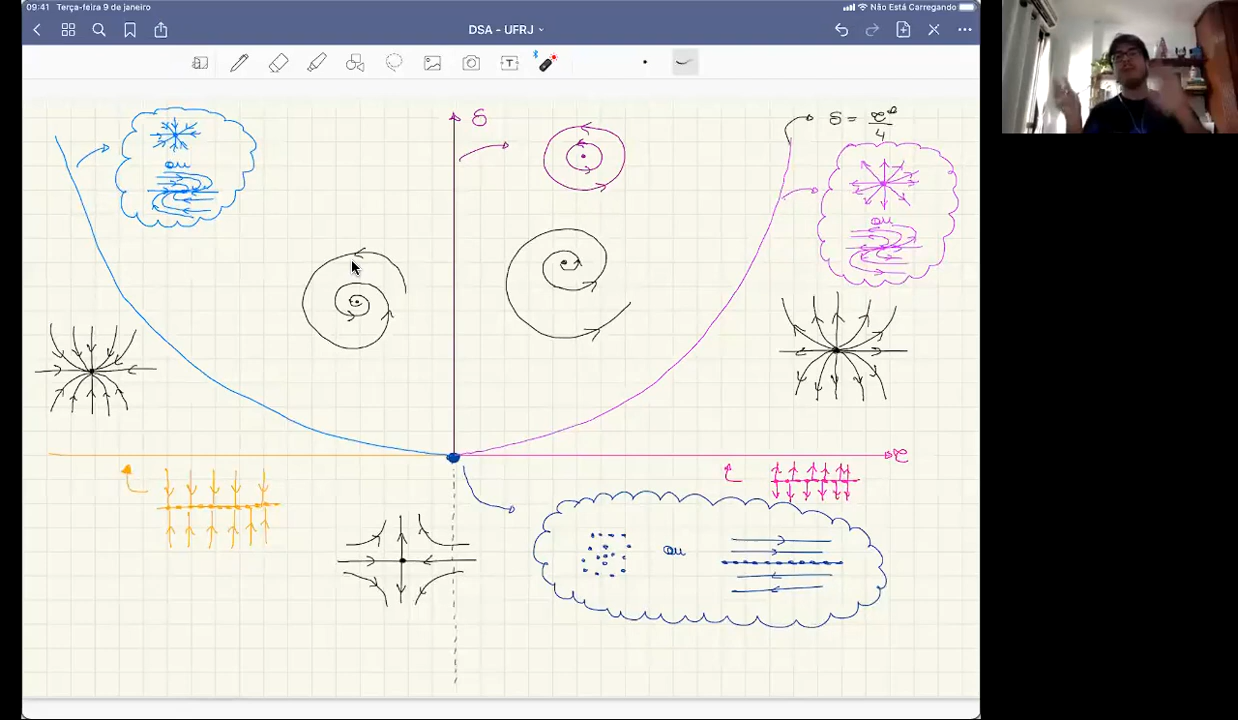 09:41 Terça-feira 9 de janeiro
Não Está Carregando
DSA - UFRJ
T
δ
δ = τ²/4
ou
ou
τ
ou